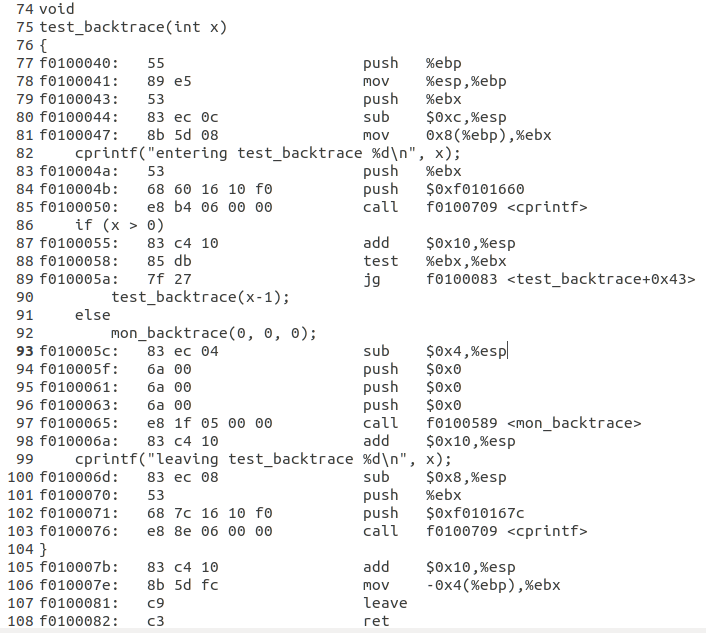 74 void
75 test_backtrace(int x)
76 {
77 f0100040:	55	push	%ebp
78 f0100041:	89 e5	mov	%esp,%ebp
79 f0100043:	53	push	%ebx
80 f0100044:	83 ec 0c	sub	$0xc,%esp
81 f0100047:	8b 5d 08	mov	0x8(%ebp),%ebx
82     cprintf("entering test_backtrace %d\n", x);
83 f010004a:	53	push	%ebx
84 f010004b:	68 60 16 10 f0	push	$0xf0101660
85 f0100050:	e8 b4 06 00 00	call	f0100709 <cprintf>
86     if (x > 0)
87 f0100055:	83 c4 10	add	$0x10,%esp
88 f0100058:	85 db	test	%ebx,%ebx
89 f010005a:	7f 27	jg	f0100083 <test_backtrace+0x43>
90         test_backtrace(x-1);
91     else
92         mon_backtrace(0, 0, 0);
93 f010005c:	83 ec 04	sub	$0x4,%esp
94 f010005f:	6a 00	push	$0x0
95 f0100061:	6a 00	push	$0x0
96 f0100063:	6a 00	push	$0x0
97 f0100065:	e8 1f 05 00 00	call	f0100589 <mon_backtrace>
98 f010006a:	83 c4 10	add	$0x10,%esp
99     cprintf("leaving test_backtrace %d\n", x);
100 f010006d:	83 ec 08	sub	$0x8,%esp
101 f0100070:	53	push	%ebx
102 f0100071:	68 7c 16 10 f0	push	$0xf010167c
103 f0100076:	e8 8e 06 00 00	call	f0100709 <cprintf>
104 }
105 f010007b:	83 c4 10	add	$0x10,%esp
106 f010007e:	8b 5d fc	mov	-0x4(%ebp),%ebx
107 f0100081:	c9	leave
108 f0100082:	c3	ret